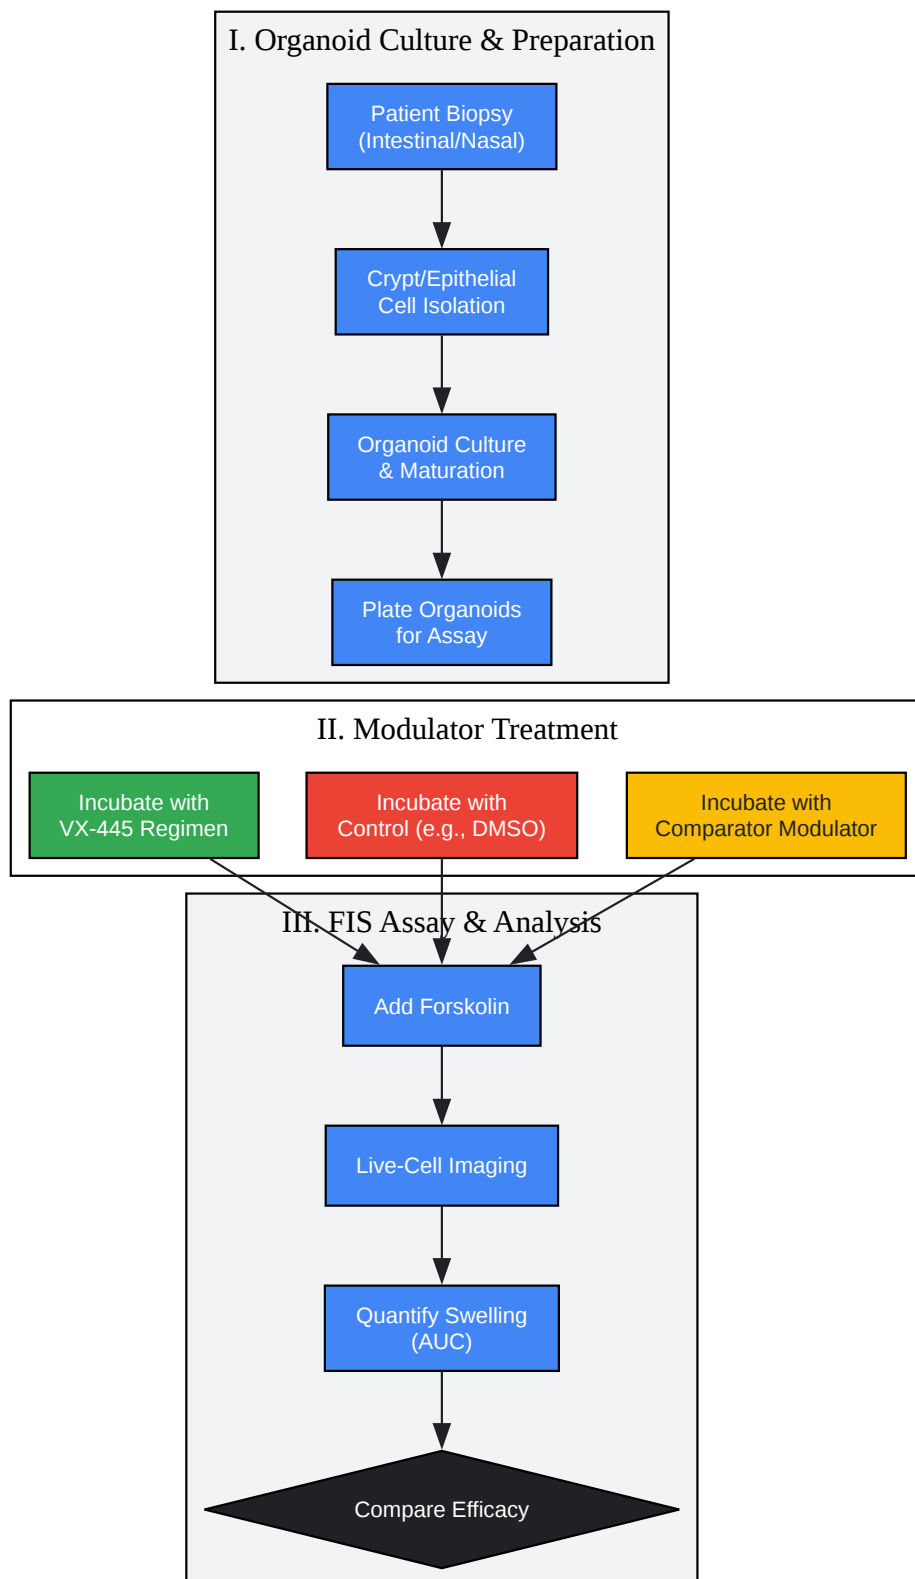 I. Organoid Culture & Preparation
Patient Biopsy
(Intestinal/Nasal)
Crypt/Epithelial
Cell Isolation
Organoid Culture
& Maturation
Plate Organoids
for Assay
II. Modulator Treatment
Incubate with
VX-445 Regimen
Incubate with
Control (e.g., DMSO)
Incubate with
Comparator Modulator
III. FIS Assay & Analysis
Add Forskolin
Live-Cell Imaging
Quantify Swelling
(AUC)
Compare Efficacy